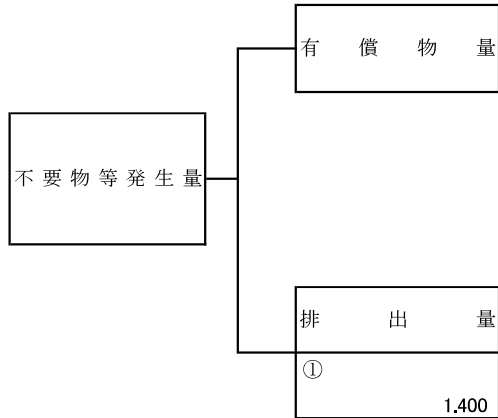 有償物量
不要物等発生量
排出量
①
1.400